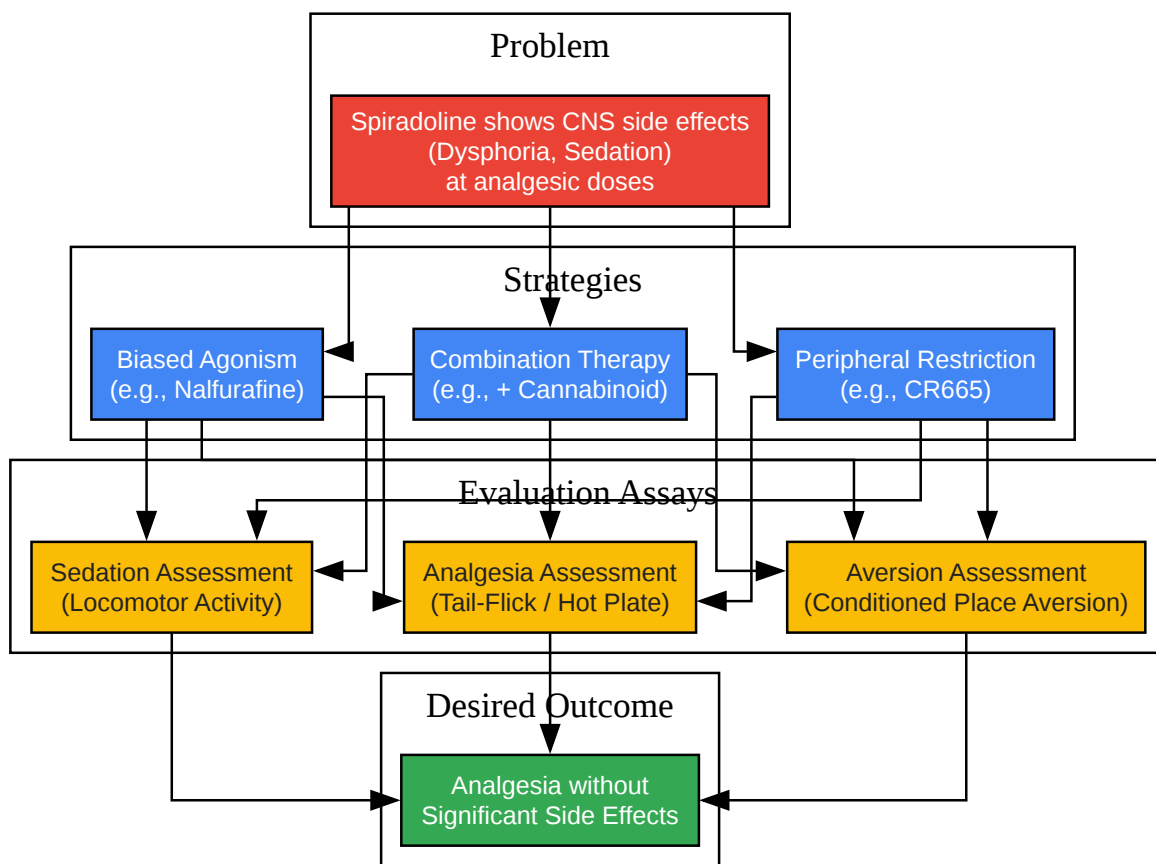 Problem
Spiradoline shows CNS side effects
(Dysphoria, Sedation)
at analgesic doses
Strategies
Biased Agonism
(e.g., Nalfurafine)
Combination Therapy
(e.g., + Cannabinoid)
Peripheral Restriction
(e.g., CR665)
Evaluation Assays
Sedation Assessment
(Locomotor Activity)
Analgesia Assessment
(Tail-Flick / Hot Plate)
Aversion Assessment
(Conditioned Place Aversion)
Desired Outcome
Analgesia without
Significant Side Effects